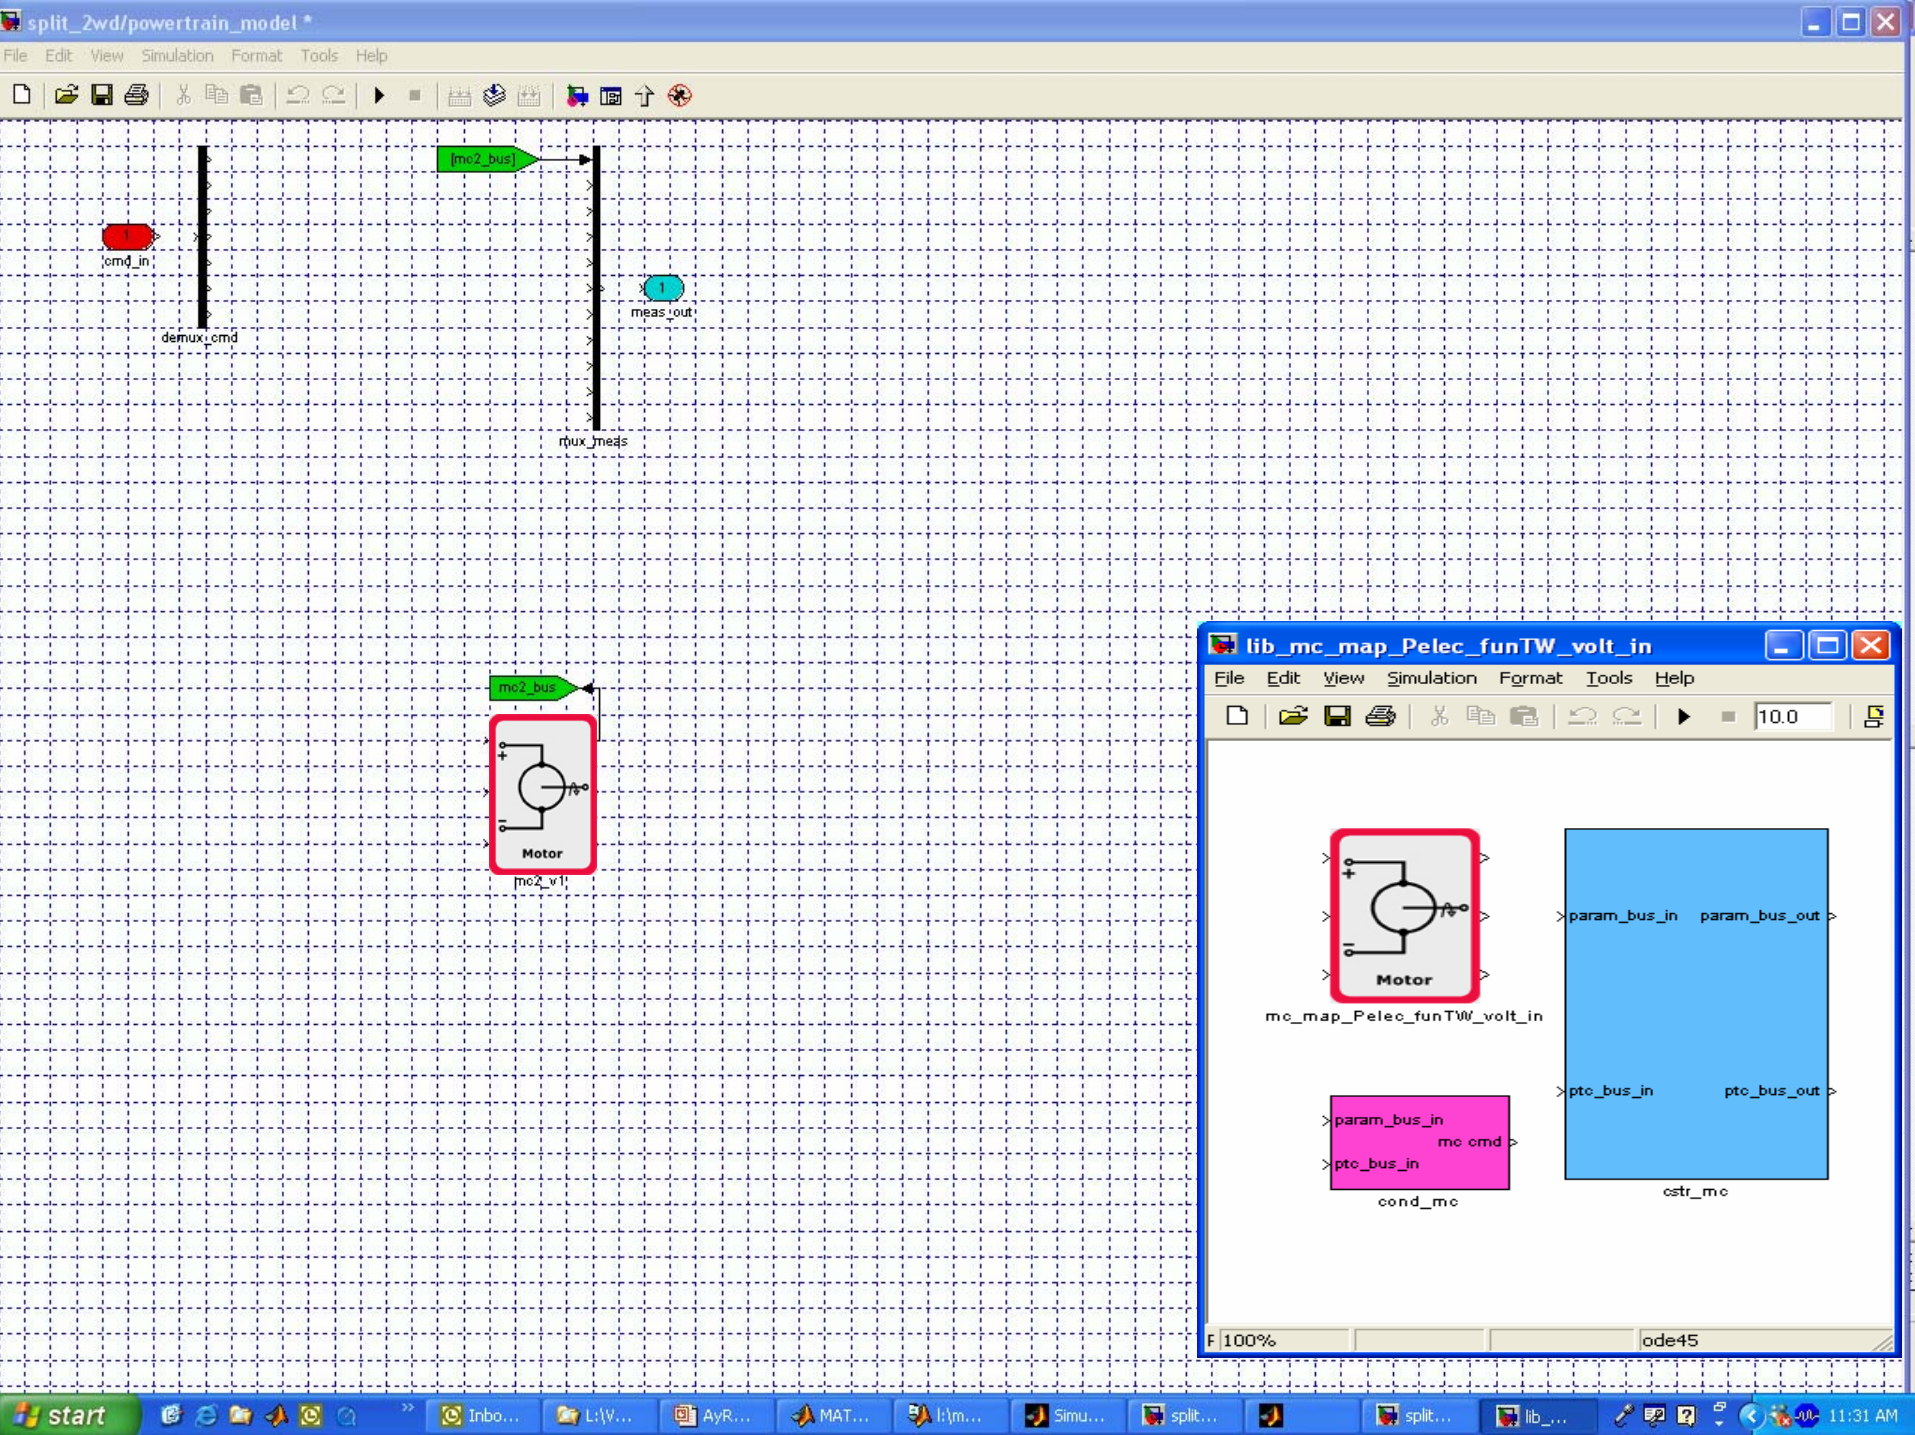 split_2wd/powertrain_model *
File Edit View Simulation Format Tools Help
[mc2_bus]
1
cmd_in
1
meas_out
demux_cmd
mux_meas
mc2_bus
+
−
Motor
mc2_v1
lib_mc_map_Pelec_funTW_volt_in
File Edit View Simulation Format Tools Help
10.0
+
−
Motor
mc_map_Pelec_funTW_volt_in
param_bus_in param_bus_out
ptc_bus_in ptc_bus_out
cstr_mc
param_bus_in
mc cmd
ptc_bus_in
cond_mc
F 100% ode45
start Inbo... L:\V... AyR... MAT... I:\m... Simu... split... split... lib_... 11:31 AM